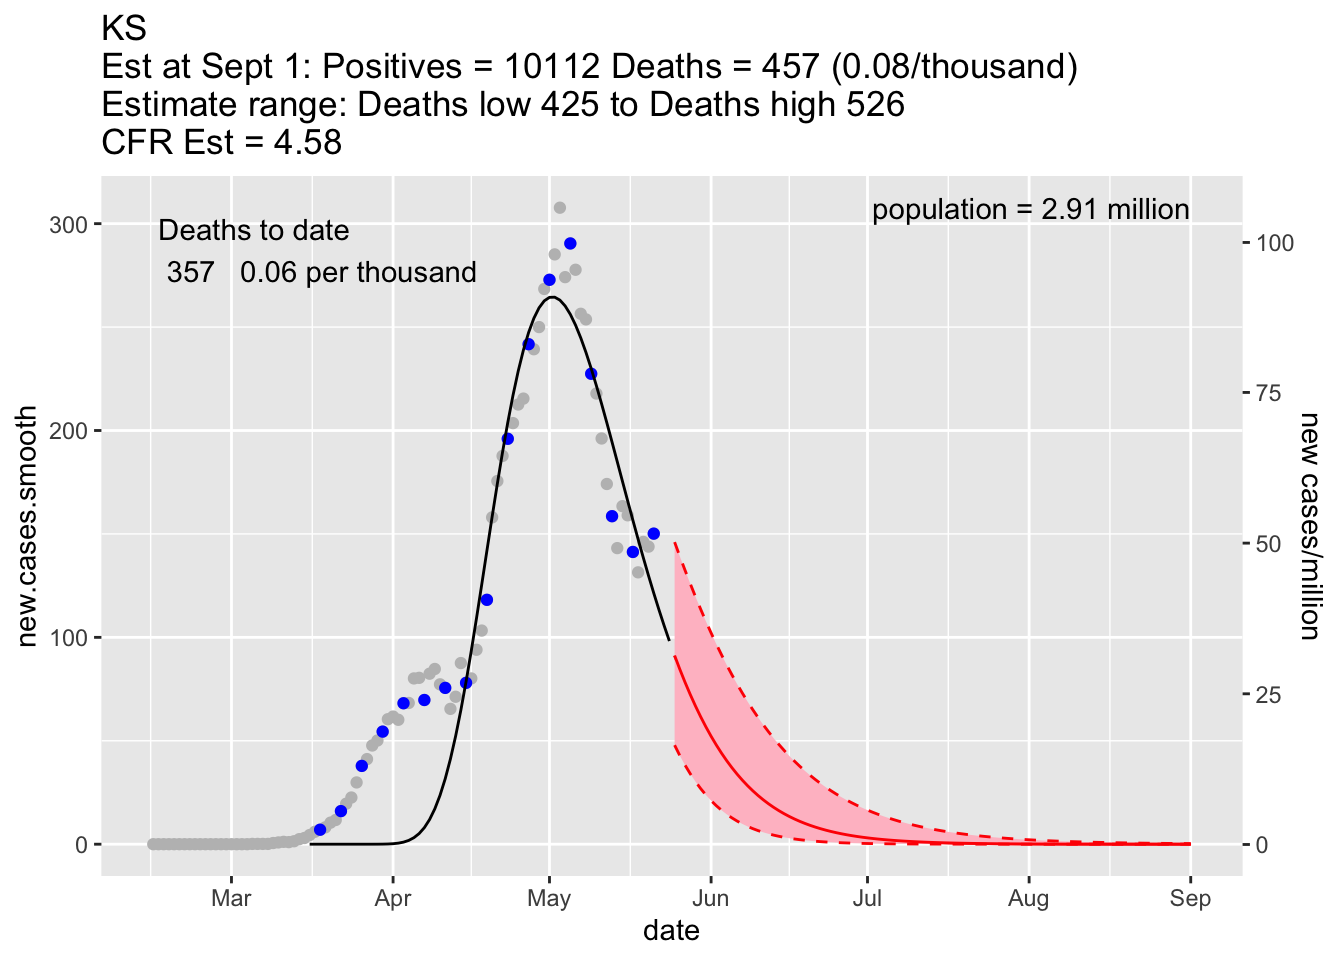 KS
Est at Sept 1: Positives = 10112 Deaths = 457 (0.08/thousand)
Estimate range: Deaths low 425 to Deaths high 526
CFR Est = 4.58
population = 2.91 million
Deaths to date
357 0.06 per thousand
300
200
100
0
new.cases.smooth
100
75
50
25
0
new cases/million
Mar Apr May Jun Jul Aug Sep
date